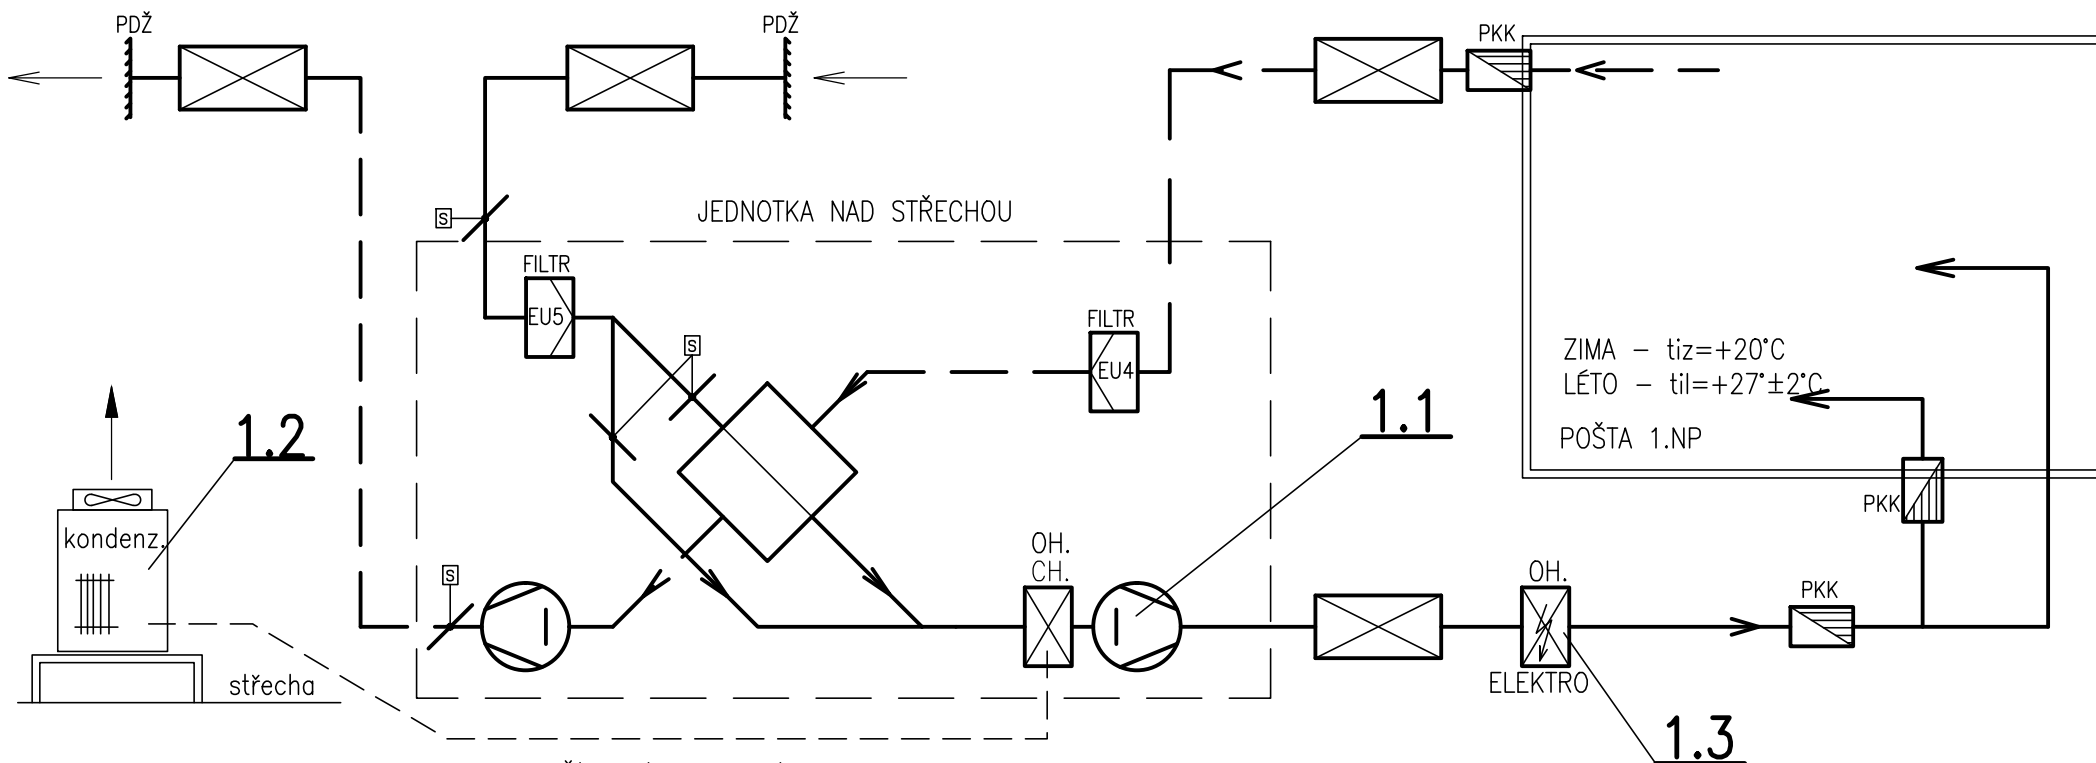 PDŽ
PDŽ
PKK
S
JEDNOTKA NAD STŘECHOU
FILTR
EU5
FILTR
EU4
S
ZIMA – tiz=+20°C
LÉTO – til=+27°±2°C
POŠTA 1.NP
1.1
1.2
PKK
kondenz.
OH.
CH.
S
OH.
PKK
střecha
ELEKTRO
1.3